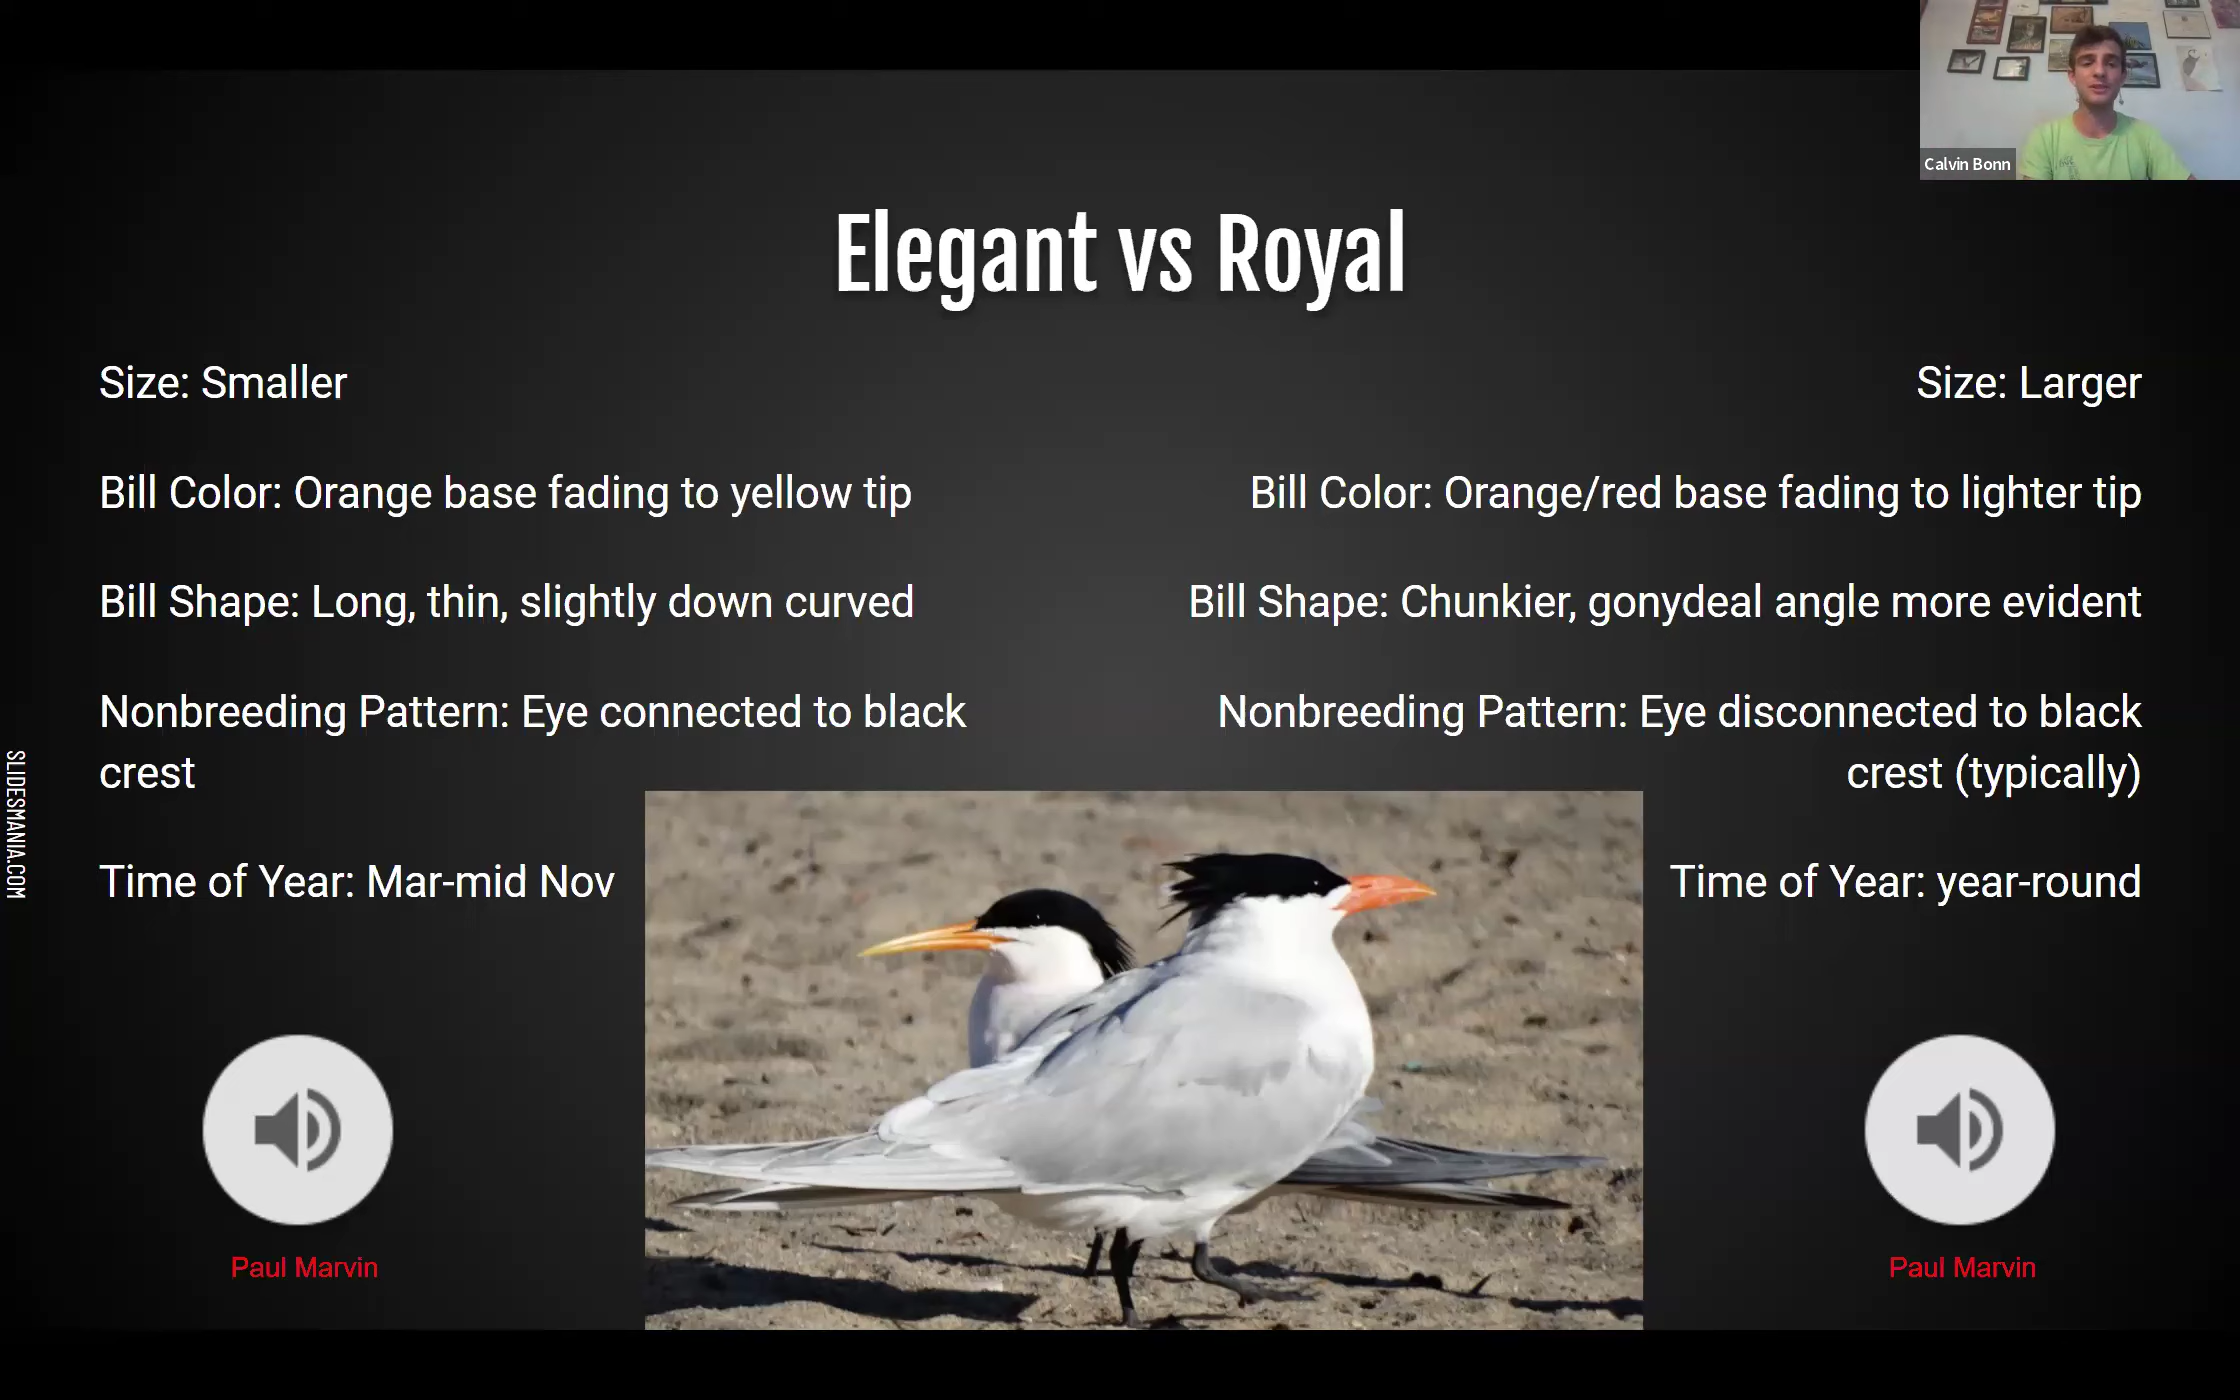 Calvin Bonn
Elegant vs Royal
Size: Smaller
Bill Color: Orange base fading to yellow tip
Bill Shape: Long, thin, slightly down curved
Nonbreeding Pattern: Eye connected to black
crest
Time of Year: Mar-mid Nov
Paul Marvin
Size: Larger
Bill Color: Orange/red base fading to lighter tip
Bill Shape: Chunkier, gonydeal angle more evident
Nonbreeding Pattern: Eye disconnected to black
crest (typically)
Time of Year: year-round
Paul Marvin
SLIDESMANIA.COM